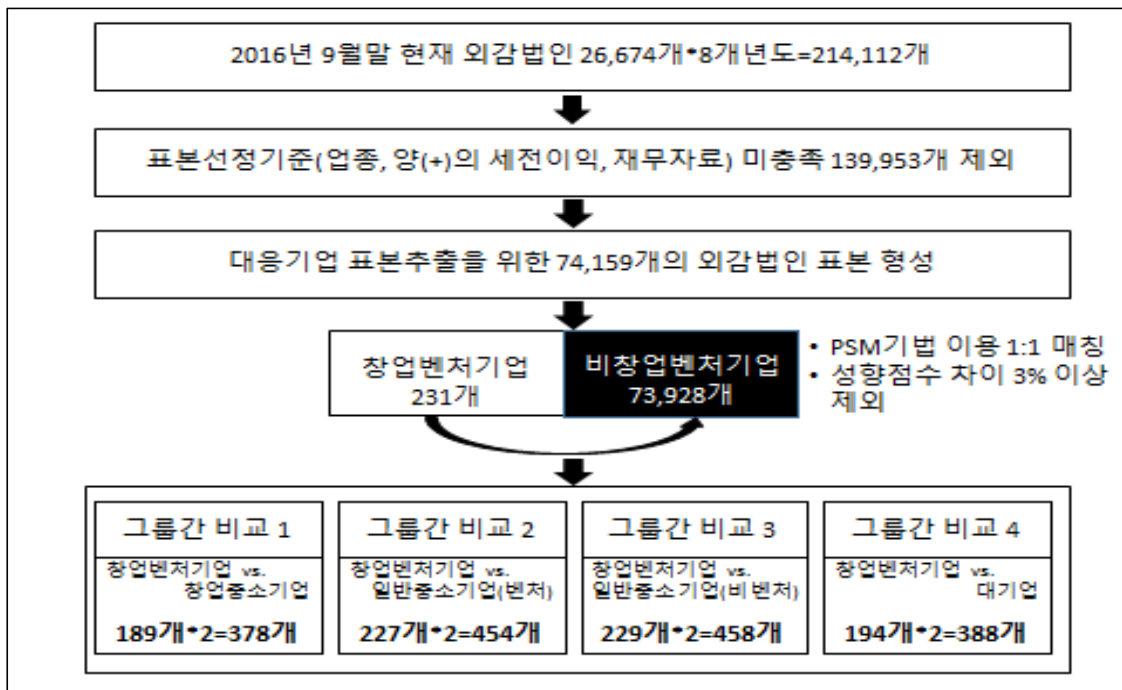 2016년 9월말 현재 외감법인 26,674개*8개년도=214,112개
표본선정기준(업종, 양(+)의 세전이익, 재무자료) 미충족 139,953개 제외
대응기업 표본추출을 위한 74,159개의 외감법인 표본 형성
창업벤처기업
231개
비창업벤처기업
73,928개
• PSM기법 이용 1:1 매칭
• 성향점수 차이 3% 이상
제외
그룹간 비교 1
창업벤처기업 vs.
창업중소기업
189개*2=378개
그룹간 비교 2
창업벤처기업 vs.
일반중소기업(벤처)
227개*2=454개
그룹간 비교 3
창업벤처기업 vs.
일반중소기업(비벤처)
229개*2=458개
그룹간 비교 4
창업벤처기업 vs.
대기업
194개*2=388개